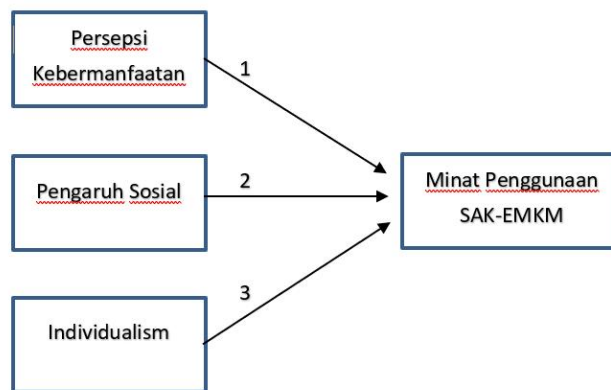 Persepsi
Kebermanfaatan
1
Pengaruh Sosial
2
Minat Penggunaan
SAK-EMKM
3
Individualism